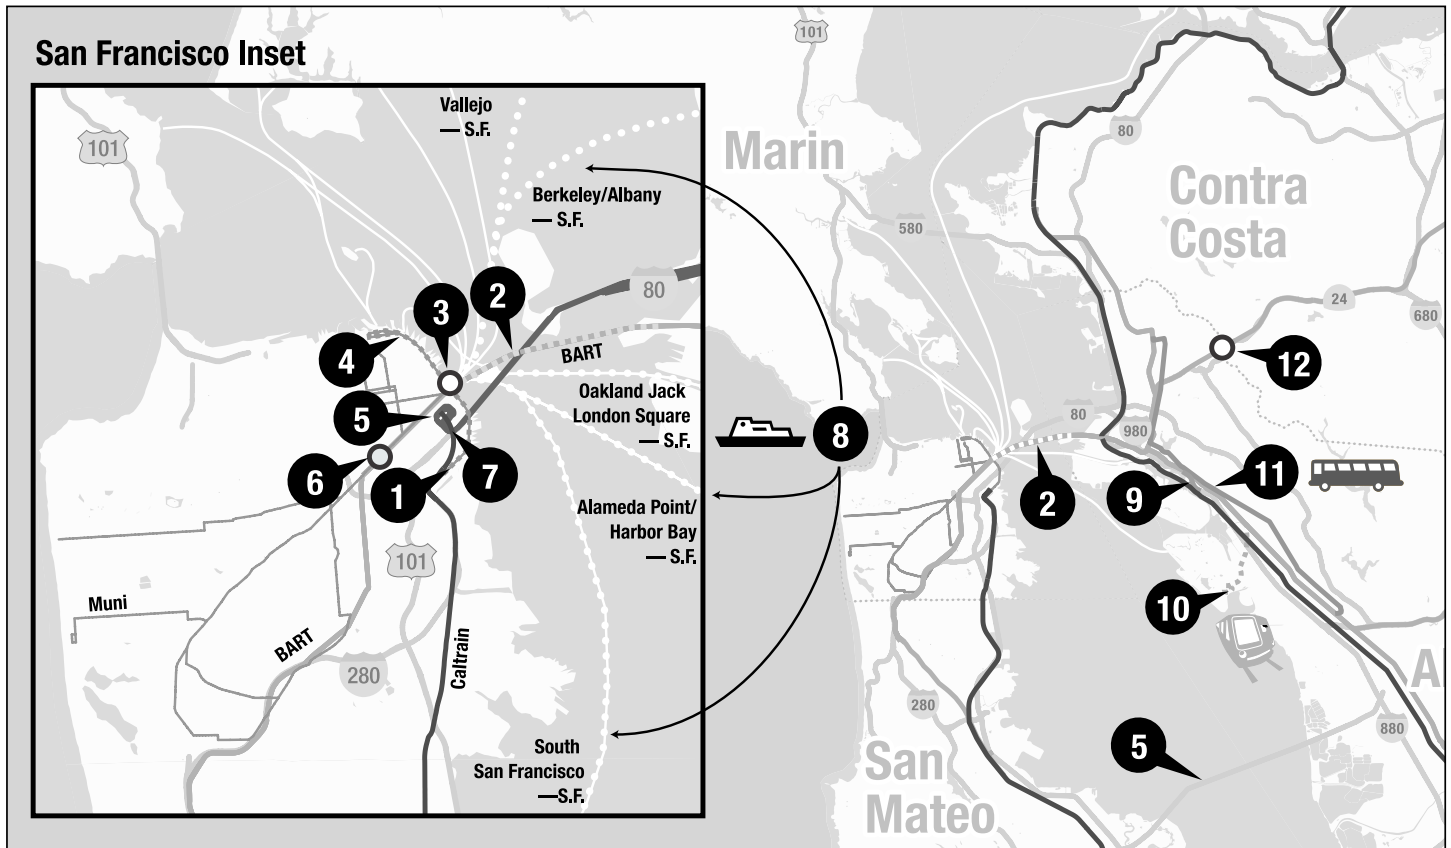 San Francisco Inset
Vallejo
— S.F.
101
Berkeley/Albany
— S.F.
80
2
3
4
BART
Oakland Jack
London Square
— S.F.
5
6
1
7
Alameda Point/
Harbor Bay
— S.F.
101
Muni
BART
Caltrain
280
South
San Francisco
—S.F.
8
101
Marin
80
Contra
Costa
580
24
680
12
80
980
2
9
11
10
A
280
5
880
San
Mateo